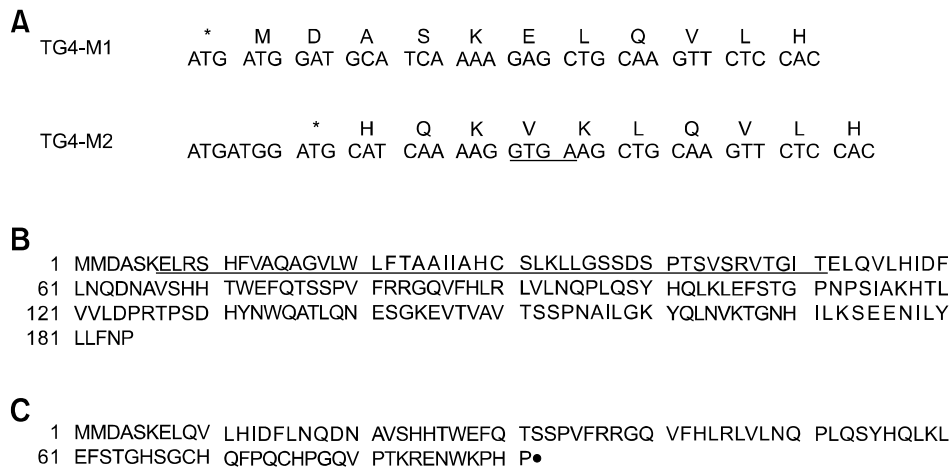 A
* M D A S K E L Q V L H
TG4-M1 ATG ATG GAT GCA TCA AAA GAG CTG CAA GTT CTC CAC
* H Q K V K L Q V L H
TG4-M2 ATGATGG ATG CAT CAA AAG GTG AAG CTG CAA GTT CTC CAC
B
1 MMDASKELRS HFVAQAGVLW LFTAAIIAHC SLKLLGSSDS PTSVSRVTGI TELQVLHIDF
61 LNQDNAVSHH TWEFQTSSPV FRRGQVFHLR LVLNQPLQSY HQLKLEFSTG PNPSIAKHTL
121 VVLDPRTPSD HYNWQATLQN ESGKEVTVAV TSSPNAILGK YQLNVKTGNH ILKSEENILY
181 LLFNP
C
1 MMDASKELQV LHIDFLNQDN AVSHHTWEFQ TSSPVFRRGQ VFHLRLVLNQ PLQSYHQLKL
61 EFSTGHSGCH QFPQCHPGQV PTKRENWKPH P●